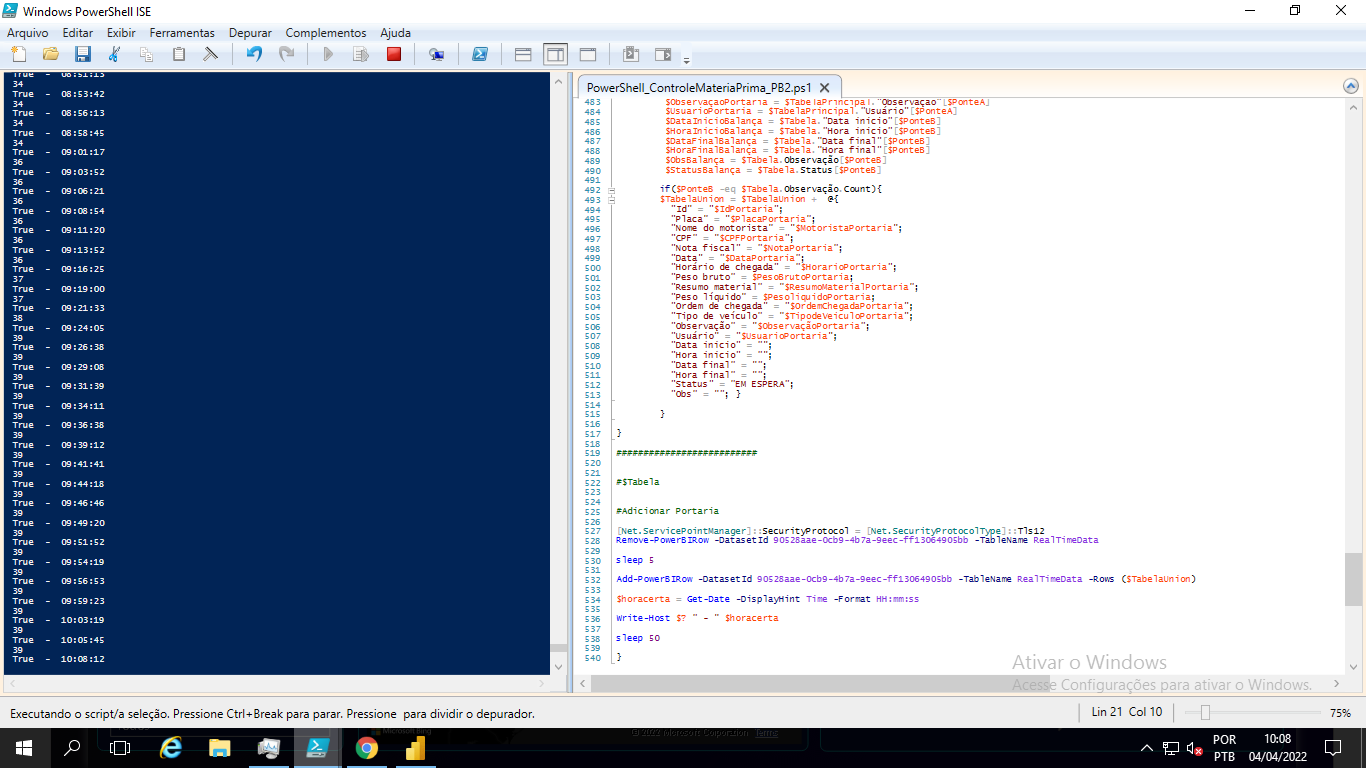 Windows PowerShell ISE
Arquivo Editar Exibir Ferramentas Depurar Complementos Ajuda
True - 08:51:13
34
True - 08:53:42
34
True - 08:56:13
34
True - 08:58:45
34
True - 09:01:17
36
True - 09:03:52
36
True - 09:06:21
36
True - 09:08:54
36
True - 09:11:20
36
True - 09:13:52
36
True - 09:16:25
37
True - 09:19:00
37
True - 09:21:33
38
True - 09:24:05
39
True - 09:26:38
39
True - 09:29:08
39
True - 09:31:39
39
True - 09:34:11
39
True - 09:36:38
39
True - 09:39:12
39
True - 09:41:41
39
True - 09:44:18
39
True - 09:46:46
39
True - 09:49:20
39
True - 09:51:52
39
True - 09:54:19
39
True - 09:56:53
39
True - 09:59:23
39
True - 10:03:19
39
True - 10:05:45
39
True - 10:08:12
PowerShell_ControleMateriaPrima_PB2.ps1
483 $ObservaçãoPortaria = $TabelaPrincipal."Observação"[$PonteA]
484 $UsuarioPortaria = $TabelaPrincipal."Usuário"[$PonteA]
485 $DataInicioBalança = $Tabela."Data inicio"[$PonteB]
486 $HoraInicioBalança = $Tabela."Hora inicio"[$PonteB]
487 $DataFinalBalança = $Tabela."Data final"[$PonteB]
488 $HoraFinalBalança = $Tabela."Hora final"[$PonteB]
489 $ObsBalança = $Tabela.Observação[$PonteB]
490 $StatusBalança = $Tabela.Status[$PonteB]
491
492 if($PonteB -eq $Tabela.Observação.Count){
493 $TabelaUnion = $TabelaUnion + @{
494 "Id" = "$IdPortaria";
495 "Placa" = "$PlacaPortaria";
496 "Nome do motorista" = "$MotoristaPortaria";
497 "CPF" = "$CPFPortaria";
498 "Nota fiscal" = "$NotaPortaria";
499 "Data" = "$DataPortaria";
500 "Horário de chegada" = "$HorarioPortaria";
501 "Peso bruto" = $PesoBrutoPortaria;
502 "Resumo material" = "$ResumoMaterialPortaria";
503 "Peso líquido" = $PesoliquidoPortaria;
504 "Ordem de chegada" = "$OrdemChegadaPortaria";
505 "Tipo de veículo" = "$TipodeVeiculoPortaria";
506 "Observação" = "$ObservaçãoPortaria";
507 "Usuário" = "$UsuarioPortaria";
508 "Data inicio" = "";
509 "Hora inicio" = "";
510 "Data final" = "";
511 "Hora final" = "";
512 "Status" = "EM ESPERA";
513 "Obs" = ""; }
514
515 }
516
517 }
518
519 ##########################
520
521
522 #$Tabela
523
524
525 #Adicionar Portaria
526
527 [Net.ServicePointManager]::SecurityProtocol = [Net.SecurityProtocolType]::Tls12
528 Remove-PowerBIRow -DatasetId 90528aae-0cb9-4b7a-9eec-ff13064905bb -TableName RealTimeData
529
530 sleep 5
531
532 Add-PowerBIRow -DatasetId 90528aae-0cb9-4b7a-9eec-ff13064905bb -TableName RealTimeData -Rows ($TabelaUnion)
533
534 $horacerta = Get-Date -DisplayHint Time -Format HH:mm:ss
535
536 Write-Host $? " - " $horacerta
537
538 sleep 50
539
540 }
Ativar o Windows
Acesse Configurações para ativar o Windows.
Executando o script/a seleção. Pressione Ctrl+Break para parar. Pressione para dividir o depurador.
Lin 21 Col 10
75%
Microsoft Bing
© 2022 Microsoft Corporation Terms
POR
PTB
10:08
04/04/2022